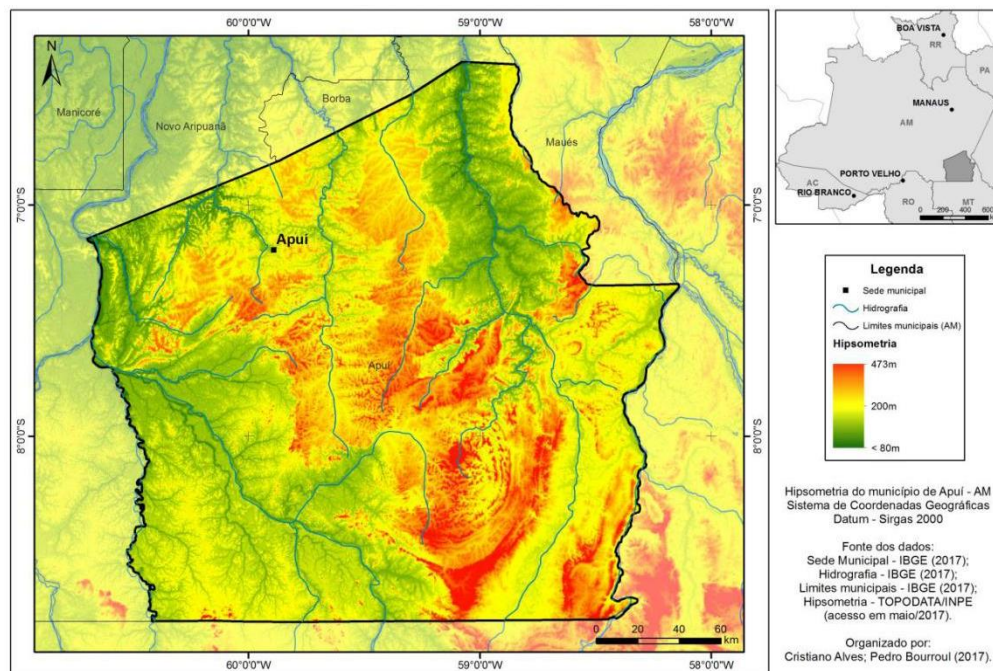 60°0'0"W 59°0'0"W 58°0'0"W
N
Manicoré
Novo Aripuanã
Borba
Maués
7°0'0"S
Apuí
Apuí
8°0'0"S
0 20 40 60
km
60°0'0"W 59°0'0"W 58°0'0"W
BOA VISTA
RR
PA
MANAUS
AM
PORTO VELHO
AC
RIO BRANCO
RO
MT
0 200 400 600
Legenda
Sede municipal
Hidrografia
Limites municipais (AM)
Hipsometria
473m
200m
< 80m
Hipsometria do município de Apuí - AM
Sistema de Coordenadas Geográficas
Datum - Sirgas 2000
Fonte dos dados:
Sede Municipal - IBGE (2017);
Hidrografia - IBGE (2017);
Limites municipais - IBGE (2017);
Hipsometria - TOPODATA/INPE
(acesso em maio/2017).
Organizado por:
Cristiano Alves; Pedro Bourroul (2017).